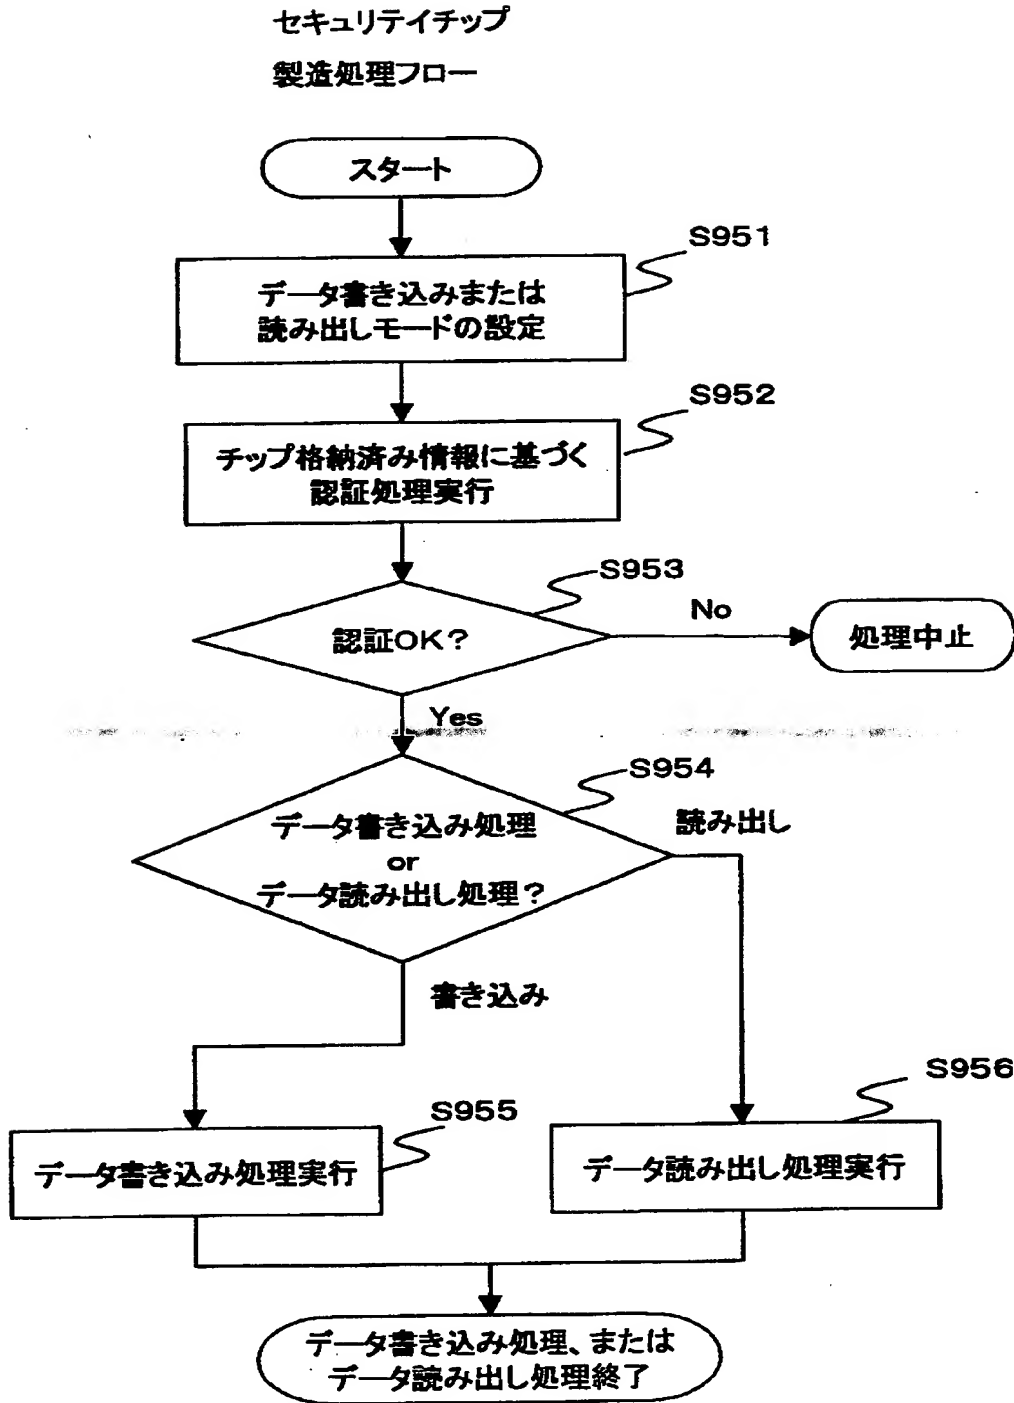 セキュリテイチップ
製造処理フロー
スタート
S951
データ書き込みまたは
読み出しモードの設定
S952
チップ格納済み情報に基づく
認証処理実行
S953
認証OK？
No
処理中止
Yes
S954
データ書き込み処理
or
データ読み出し処理？
読み出し
書き込み
S955
データ書き込み処理実行
S956
データ読み出し処理実行
データ書き込み処理、または
データ読み出し処理終了